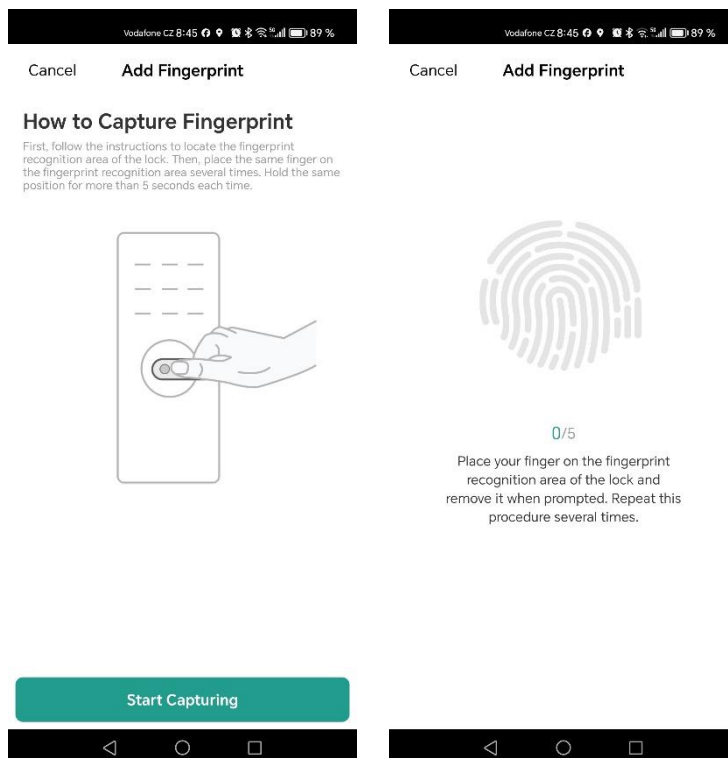 Vodafone CZ 8:45 89 %
Cancel Add Fingerprint
How to Capture Fingerprint
First, follow the instructions to locate the fingerprint
recognition area of the lock. Then, place the same finger on
the fingerprint recognition area several times. Hold the same
position for more than 5 seconds each time.
Start Capturing
Vodafone CZ 8:45 89 %
Cancel Add Fingerprint
0/5
Place your finger on the fingerprint
recognition area of the lock and
remove it when prompted. Repeat this
procedure several times.